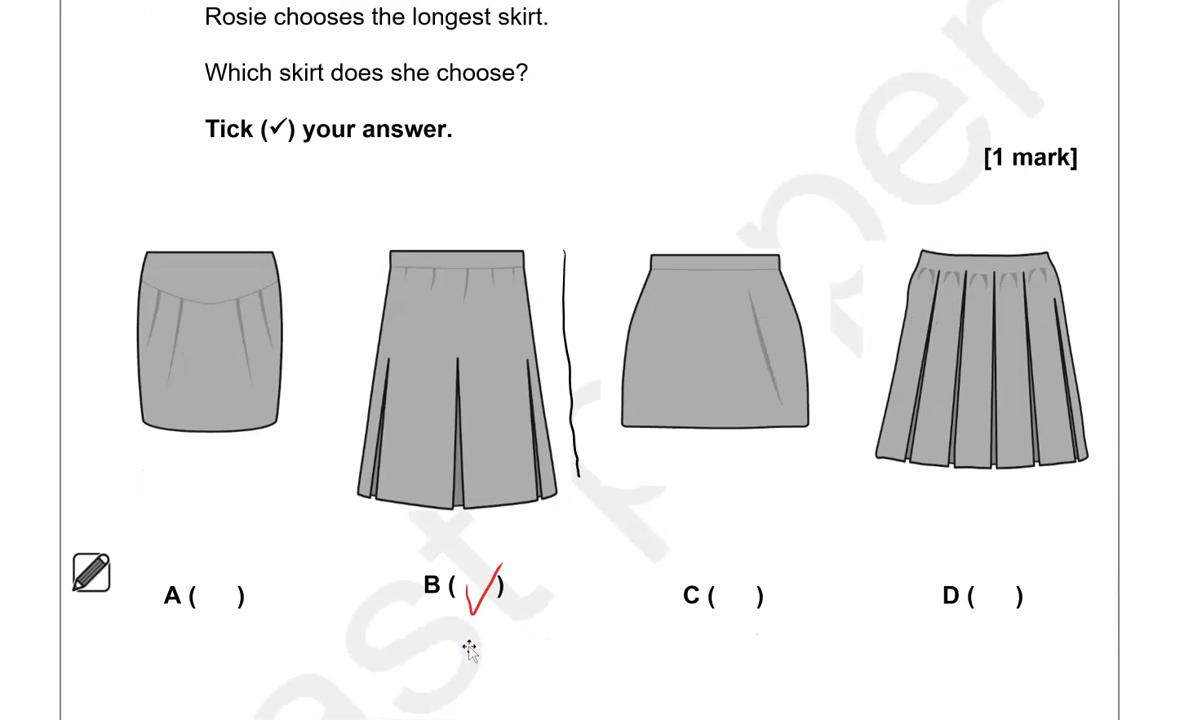 Rosie chooses the longest skirt.
Which skirt does she choose?
Tick (✓) your answer.
[1 mark]
A ( )
B ( ✓ )
C ( )
D ( )